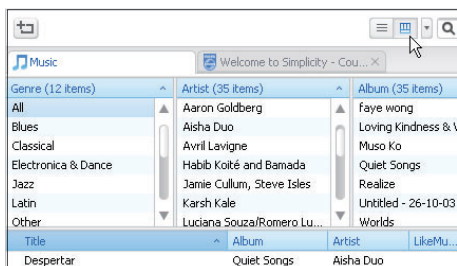 Music
Welcome to Simplicity - Cou...
Genre (12 items)
Artist (35 items)
Album (35 items)
All
Aaron Goldberg
faye wong
Blues
Aisha Duo
Loving Kindness & 
Classical
Avril Lavigne
Muso Ko
Electronica & Dance
Habib Koité and Bamada
Quiet Songs
Jazz
Jamie Cullum, Steve Isles
Realize
Latin
Karsh Kale
Untitled - 26-10-03
Other
Luciana Souza/Romero Lu...
Worlds
Title
Album
Artist
LikeMu...
Despertar
Quiet Songs
Aisha Duo